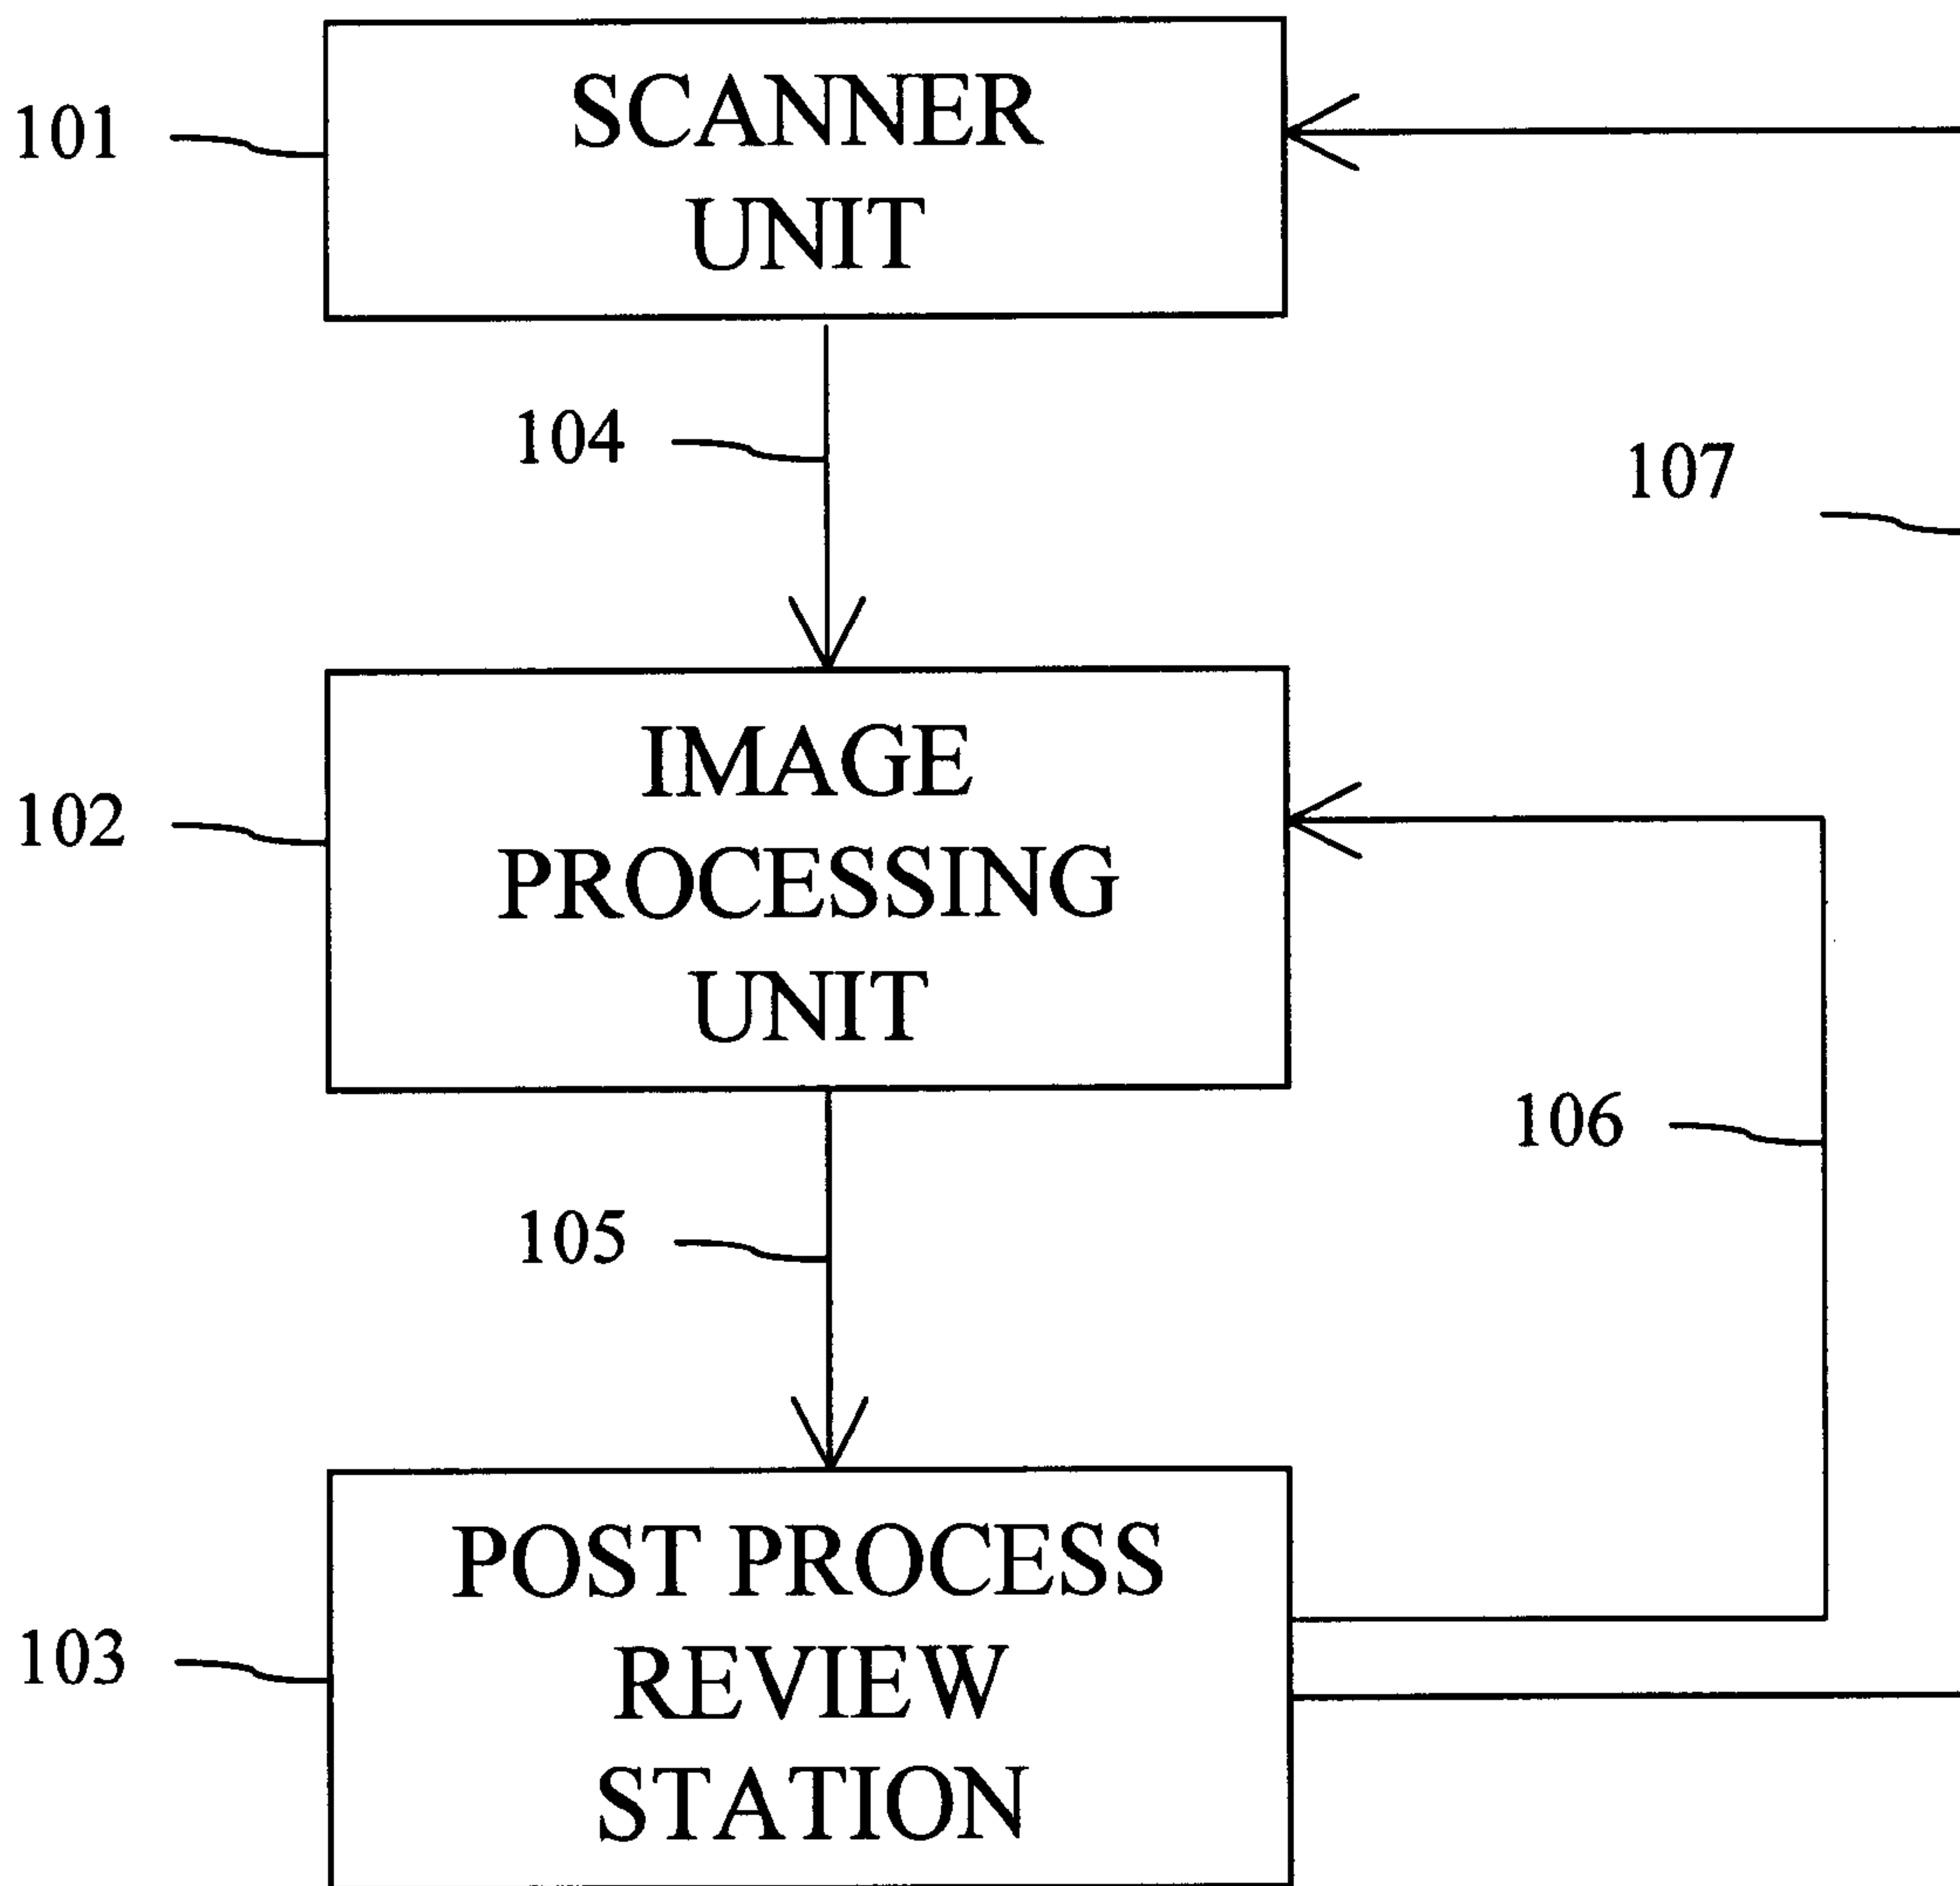 101
SCANNER
UNIT
104
107
102
IMAGE
PROCESSING
UNIT
106
105
103
POST PROCESS
REVIEW
STATION